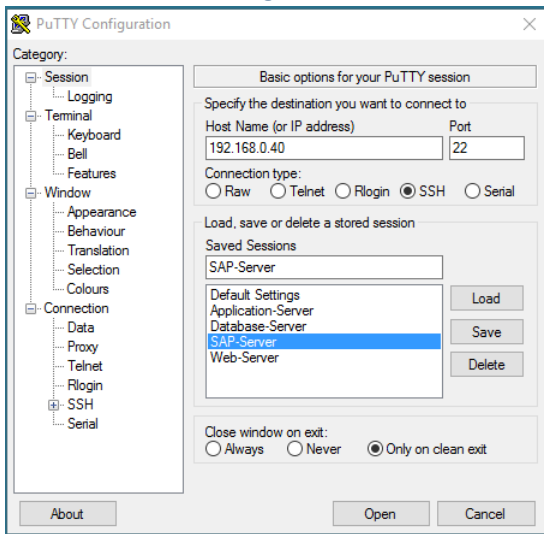 PuTTY Configuration
Category:
Session
Logging
Terminal
Keyboard
Bell
Features
Window
Appearance
Behaviour
Translation
Selection
Colours
Connection
Data
Proxy
Telnet
Rlogin
SSH
Serial
Basic options for your PuTTY session
Specify the destination you want to connect to
Host Name (or IP address) Port
192.168.0.40 22
Connection type:
Raw Telnet Rlogin SSH Serial
Load, save or delete a stored session
Saved Sessions
SAP-Server
Default Settings
Application-Server
Database-Server
SAP-Server
Web-Server
Load
Save
Delete
Close window on exit:
Always Never Only on clean exit
About Open Cancel